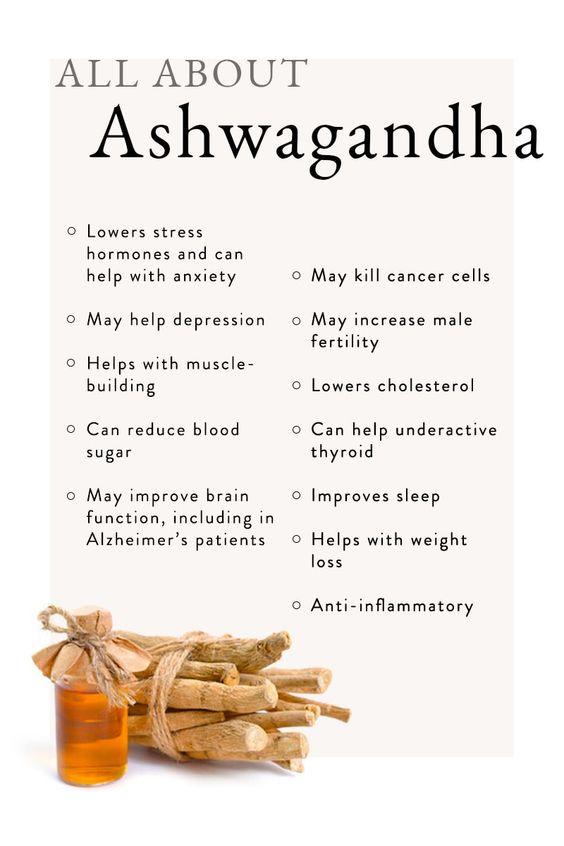 ALL ABOUT
Ashwagandha
○ Lowers stress
hormones and can
help with anxiety
○ May help depression
○ Helps with muscle-
building
○ Can reduce blood
sugar
○ May improve brain
function, including in
Alzheimer's patients
○ May kill cancer cells
○ May increase male
fertility
○ Lowers cholesterol
○ Can help underactive
thyroid
○ Improves sleep
○ Helps with weight
loss
○ Anti-inflammatory